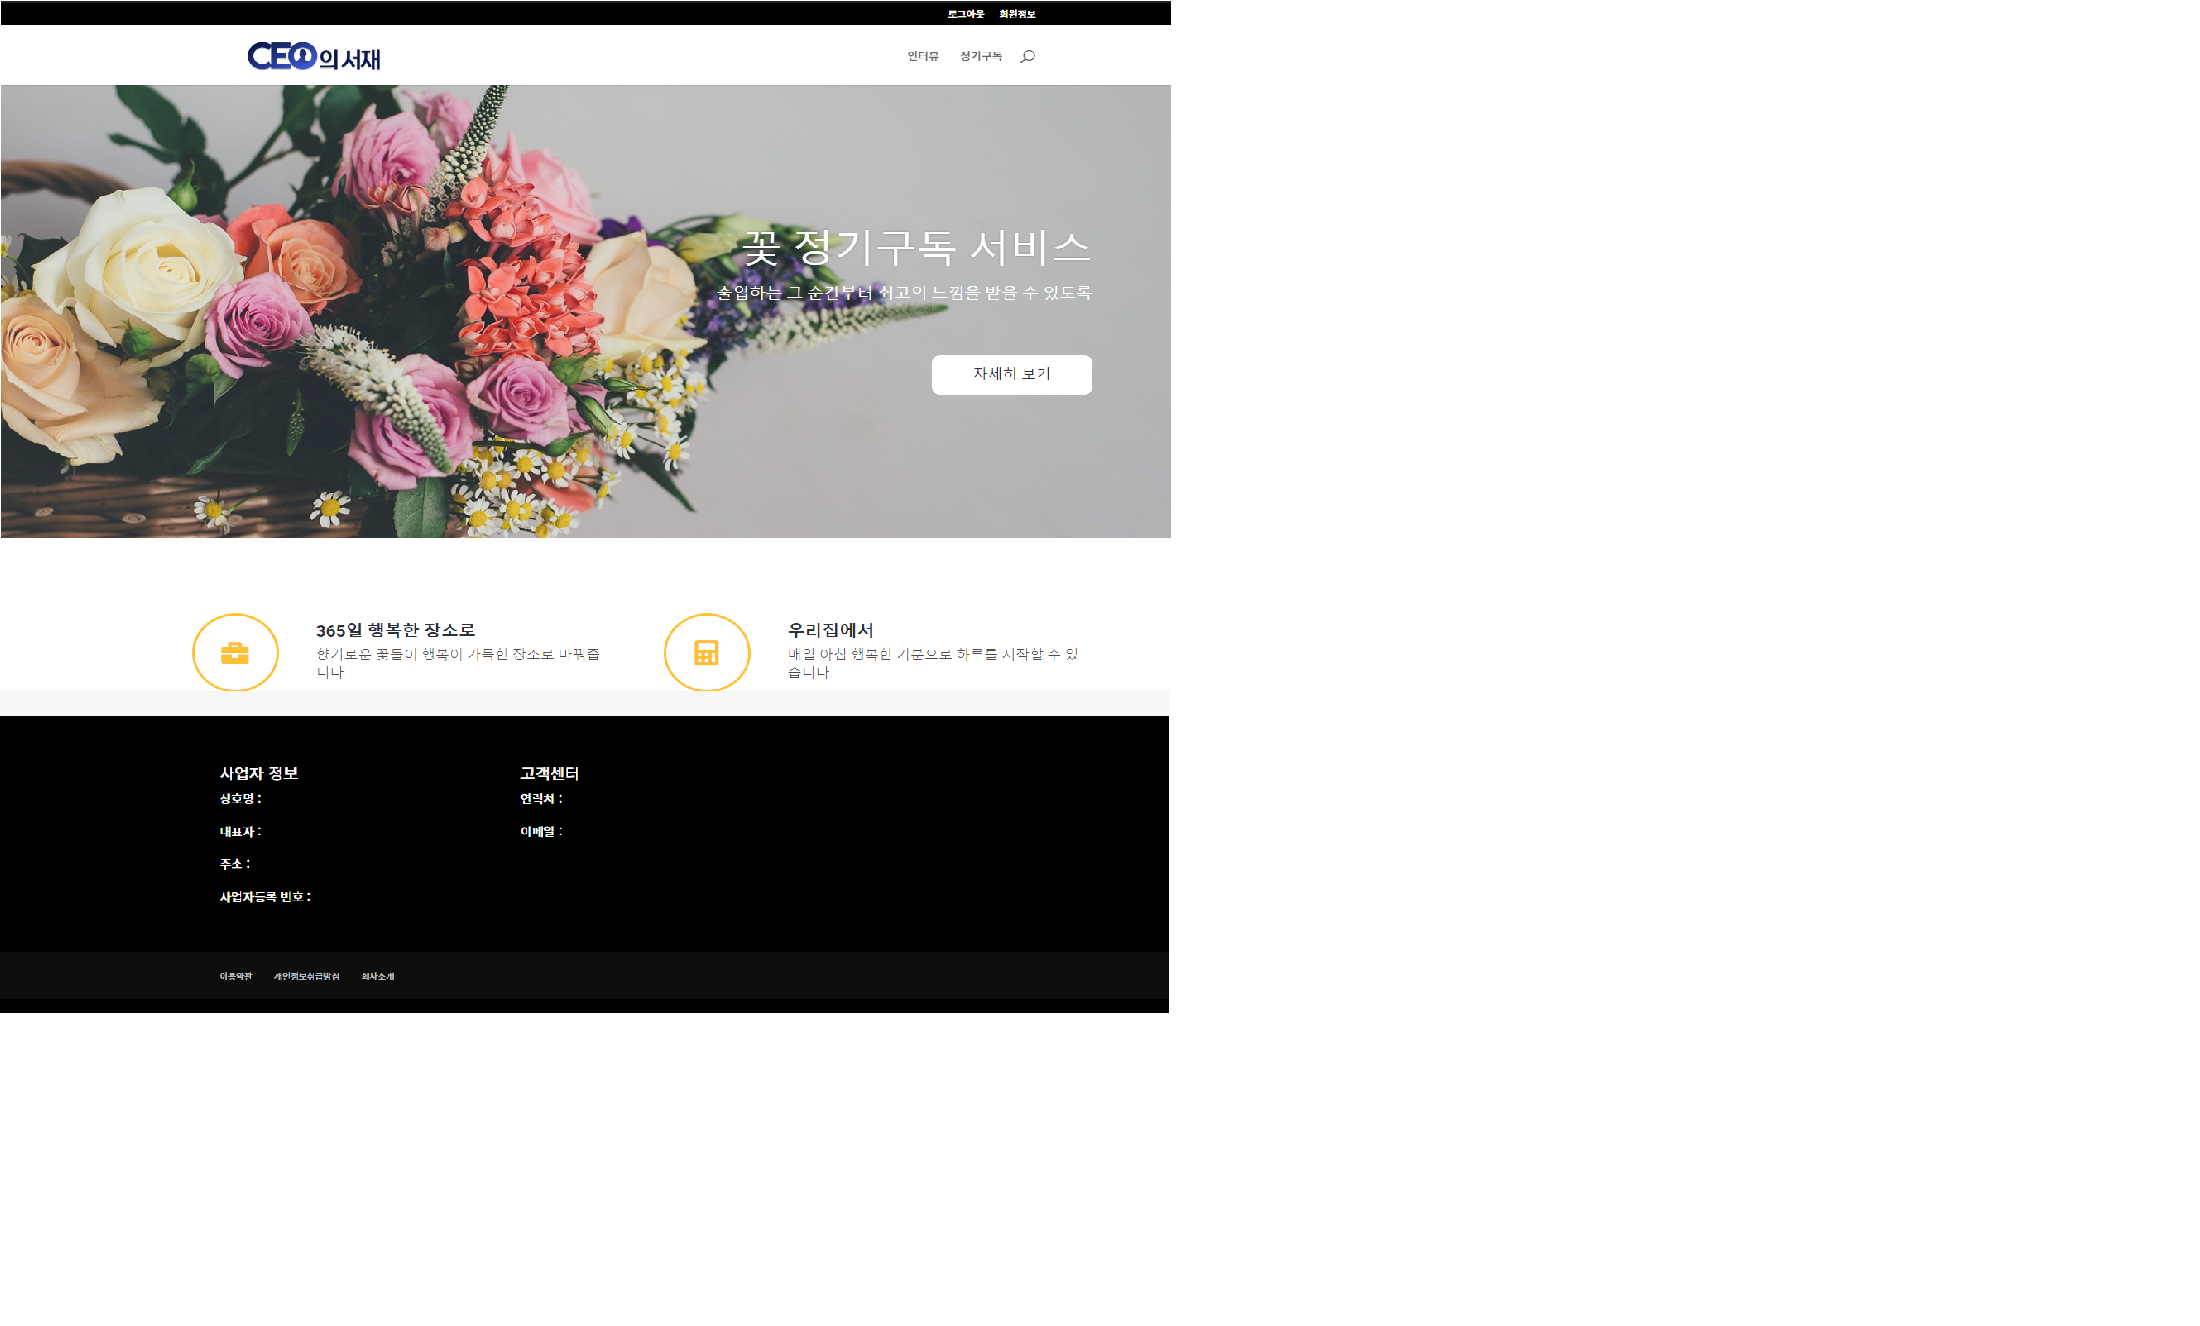 로그아웃 회원정보
CEO의 서재
인터뷰 정기구독
꽃 정기구독 서비스
출입하는 그 순간부터 최고의 느낌을 받을 수 있도록
자세히 보기
365일 행복한 장소로
향기로운 꽃들이 행복이 가득한 장소로 바꿔줍
니다
우리집에서
매일 아침 행복한 기분으로 하루를 시작할 수 있
습니다
사업자 정보
상호명 :
대표자 :
주소 :
사업자등록 번호 :
고객센터
연락처 :
이메일 :
이용약관 개인정보취급방침 회사소개